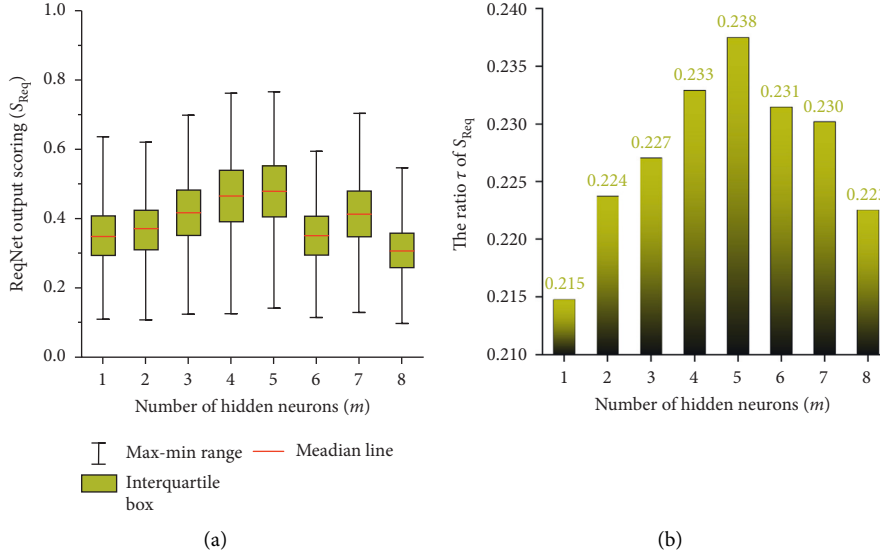 1.0
0.8
0.6
0.4
0.2
0.0
ReqNet output scoring (S_Req)
1 2 3 4 5 6 7 8
Number of hidden neurons (m)
Max-min range
Meadian line
Interquartile
box
(a)
0.240
0.235
0.230
0.225
0.220
0.215
0.210
The ratio τ of S_Req
0.215
0.224
0.227
0.233
0.238
0.231
0.230
1 2 3 4 5 6 7 8
Number of hidden neurons (m)
(b)